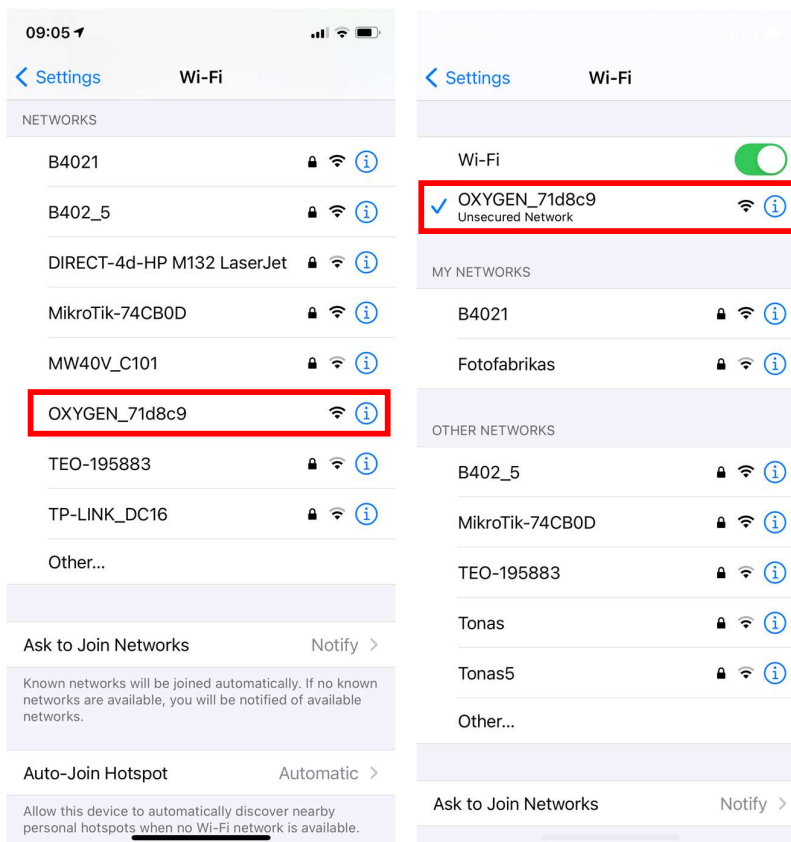 09:05
Settings
Wi-Fi
NETWORKS
B4021
B402_5
DIRECT-4d-HP M132 LaserJet
MikroTik-74CB0D
MW40V_C101
OXYGEN_71d8c9
TEO-195883
TP-LINK_DC16
Other...
Ask to Join Networks Notify
Known networks will be joined automatically. If no known
networks are available, you will be notified of available
networks.
Auto-Join Hotspot Automatic
Allow this device to automatically discover nearby
personal hotspots when no Wi-Fi network is available.
Settings
Wi-Fi
Wi-Fi
OXYGEN_71d8c9
Unsecured Network
MY NETWORKS
B4021
Fotofabrikas
OTHER NETWORKS
B402_5
MikroTik-74CB0D
TEO-195883
Tonas
Tonas5
Other...
Ask to Join Networks Notify